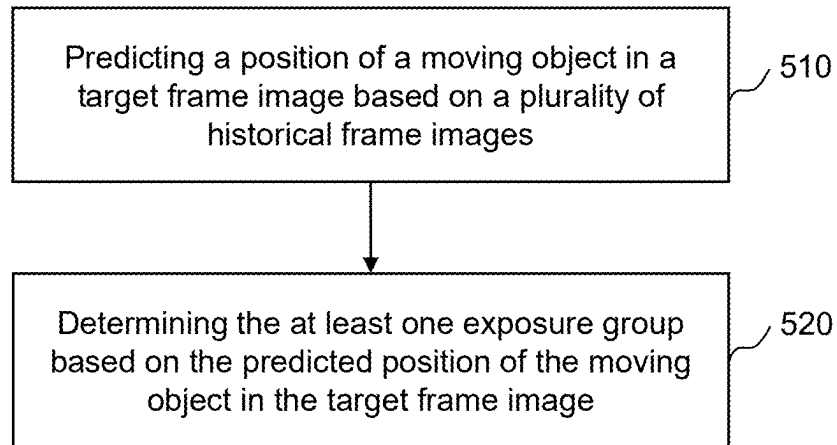 Predicting a position of a moving object in a
target frame image based on a plurality of
historical frame images
510
Determining the at least one exposure group
based on the predicted position of the moving
object in the target frame image
520